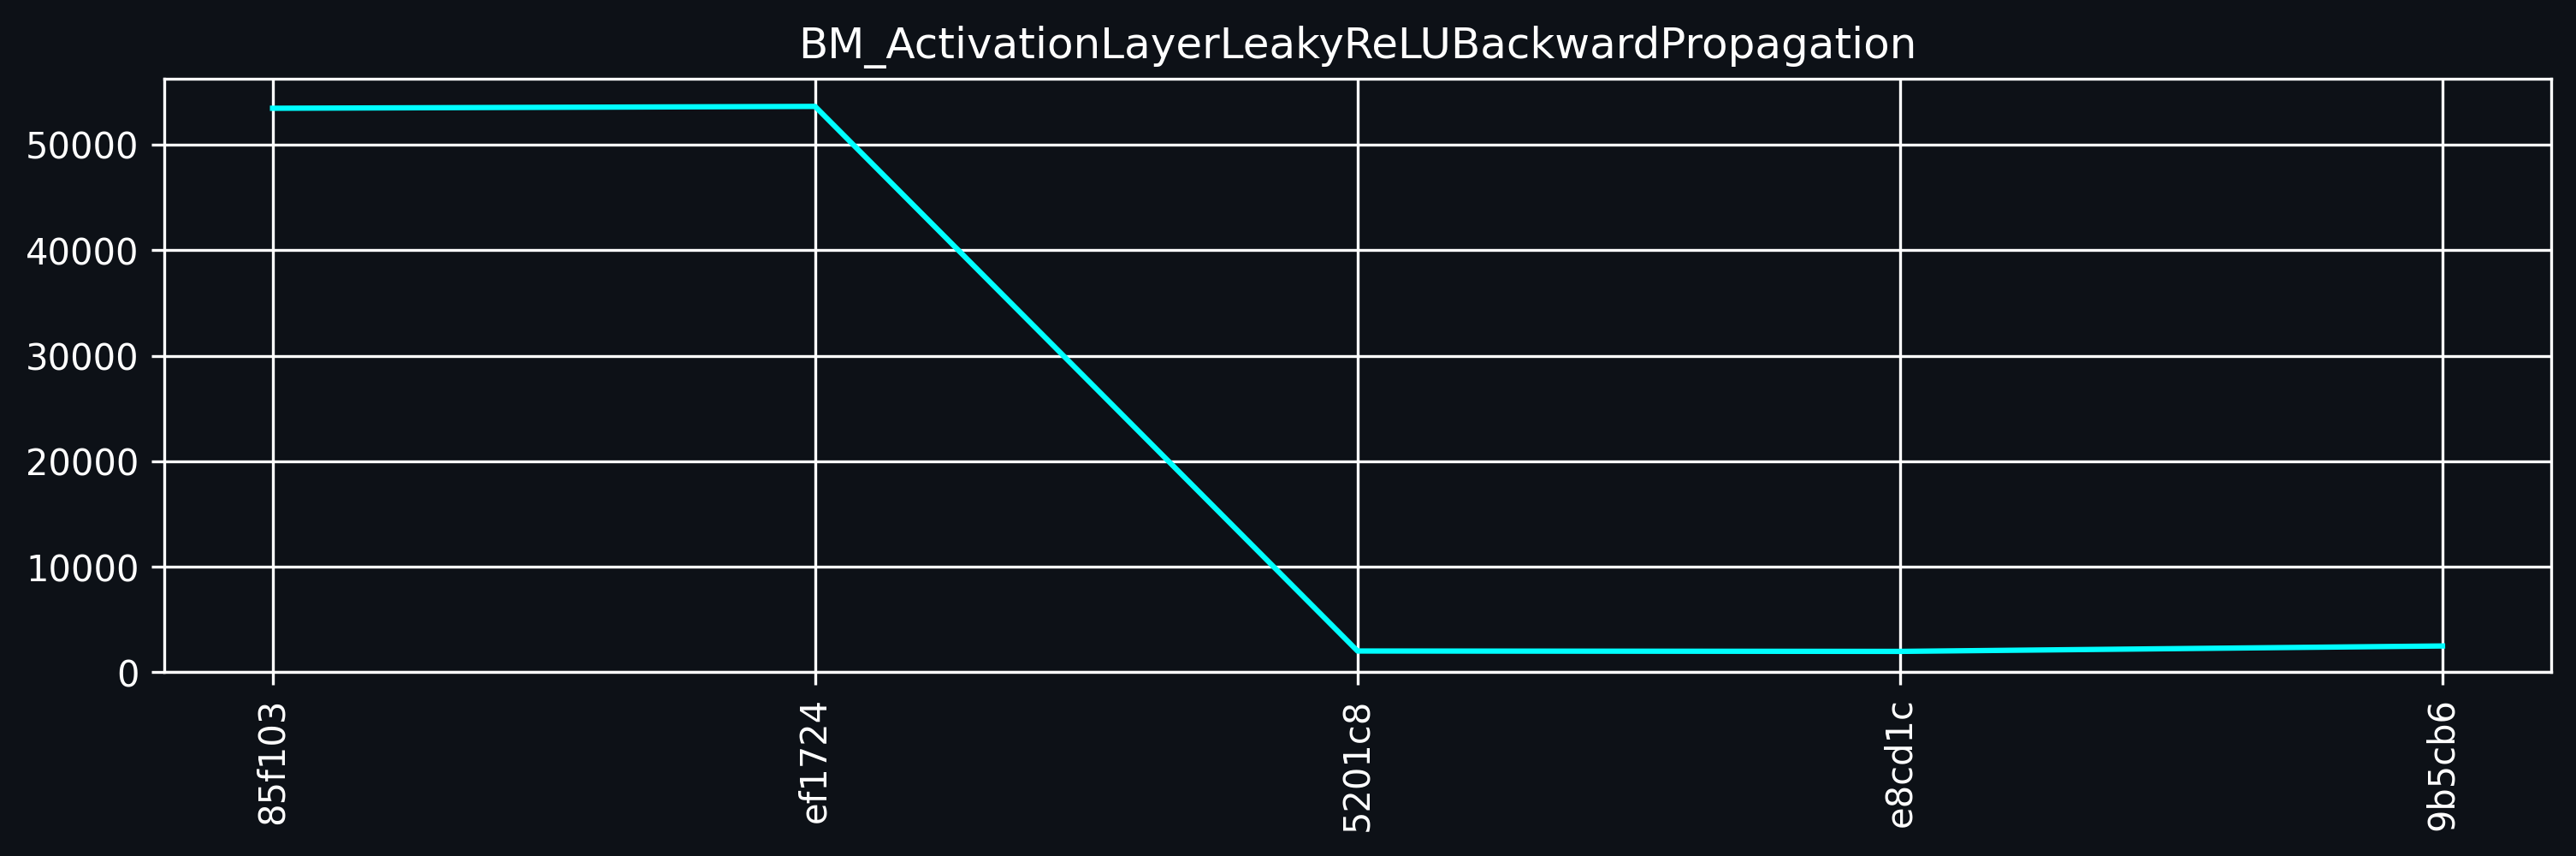 BM_ActivationLayerLeakyReLUBackwardPropagation
50000
40000
30000
20000
10000
0
85f103
ef1724
5201c8
e8cd1c
9b5cb6